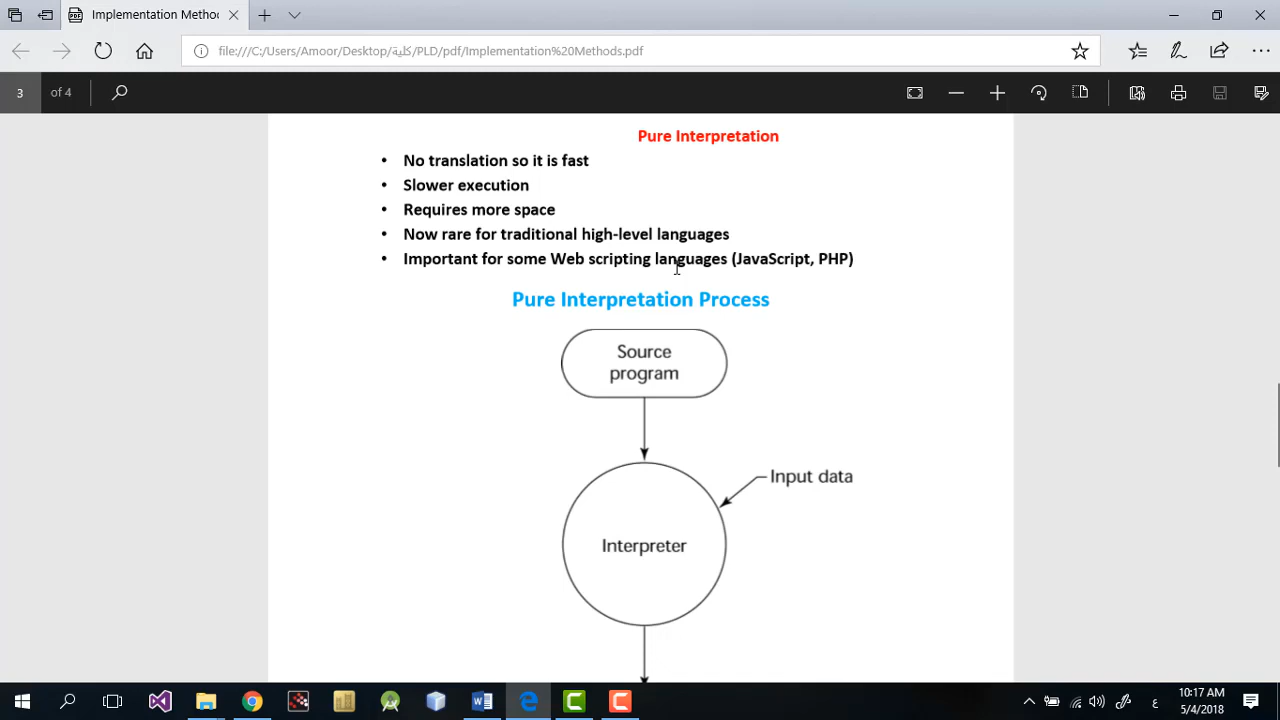 Implementation Methods.pdf
file:///C:/Users/Amoor/Desktop/كلية/PLD/pdf/Implementation%20Methods.pdf
3 of 4
Pure Interpretation
• No translation so it is fast
• Slower execution
• Requires more space
• Now rare for traditional high-level languages
• Important for some Web scripting languages (JavaScript, PHP)
Pure Interpretation Process
Source
program
Input data
Interpreter
ع
10:17 AM
5/4/2018